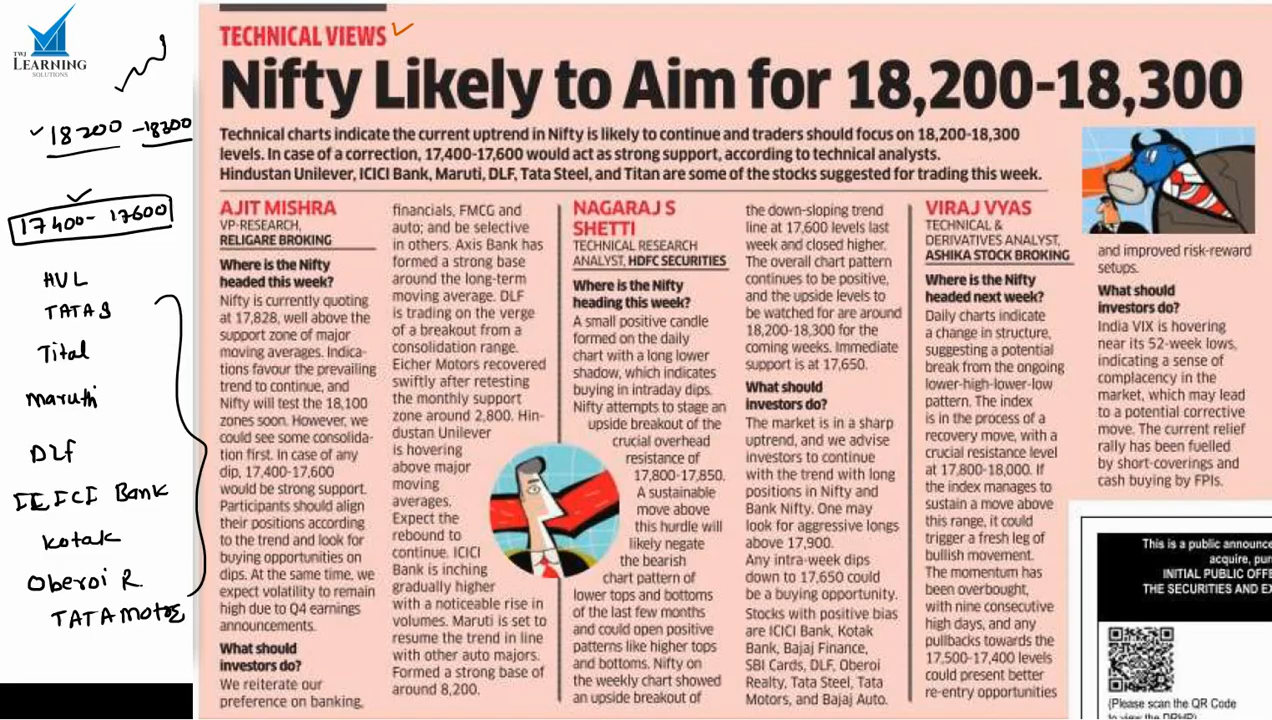 TWJ
LEARNING
SOLUTIONS
18200 - 18300
17400 - 17600
HUL
TATA S
Tital
Maruthi
Dlf
ICICI Bank
Kotak
Oberoi R.
TATA Motos
TECHNICAL VIEWS
Nifty Likely to Aim for 18,200-18,300
Technical charts indicate the current uptrend in Nifty is likely to continue and traders should focus on 18,200-18,300
levels. In case of a correction, 17,400-17,600 would act as strong support, according to technical analysts.
Hindustan Unilever, ICICI Bank, Maruti, DLF, Tata Steel, and Titan are some of the stocks suggested for trading this week.
AJIT MISHRA
VP-RESEARCH,
RELIGARE BROKING
Where is the Nifty
headed this week?
Nifty is currently quoting
at 17,828, well above the
support zone of major
moving averages. Indica-
tions favour the prevailing
trend to continue, and
Nifty will test the 18,100
zones soon. However, we
could see some consolida-
tion first. In case of any
dip, 17,400-17,600
would be strong support.
Participants should align
their positions according
to the trend and look for
buying opportunities on
dips. At the same time, we
expect volatility to remain
high due to Q4 earnings
announcements.
What should
investors do?
We reiterate our
preference on banking,
financials, FMCG and
auto; and be selective
in others. Axis Bank has
formed a strong base
around the long-term
moving average. DLF
is trading on the verge
of a breakout from a
consolidation range.
Eicher Motors recovered
swiftly after retesting
the monthly support
zone around 2,800. Hin-
dustan Unilever
is hovering
above major
moving
averages.
Expect the
rebound to
continue. ICICI
Bank is inching
gradually higher
with a noticeable rise in
volumes. Maruti is set to
resume the trend in line
with other auto majors.
Formed a strong base of
around 8,200.
NAGARAJ S
SHETTI
TECHNICAL RESEARCH
ANALYST, HDFC SECURITIES
Where is the Nifty
heading this week?
A small positive candle
formed on the daily
chart with a long lower
shadow, which indicates
buying in intraday dips.
Nifty attempts to stage an
upside breakout of the
crucial overhead
resistance of
17,800-17,850.
A sustainable
move above
this hurdle will
likely negate
the bearish
chart pattern of
lower tops and bottoms
of the last few months
and could open positive
patterns like higher tops
and bottoms. Nifty on
the weekly chart showed
an upside breakout of
the down-sloping trend
line at 17,600 levels last
week and closed higher.
The overall chart pattern
continues to be positive,
and the upside levels to
be watched for are around
18,200-18,300 for the
coming weeks. Immediate
support is at 17,650.
What should
investors do?
The market is in a sharp
uptrend, and we advise
investors to continue
with the trend with long
positions in Nifty and
Bank Nifty. One may
look for aggressive longs
above 17,900.
Any intra-week dips
down to 17,650 could
be a buying opportunity.
Stocks with positive bias
are ICICI Bank, Kotak
Bank, Bajaj Finance,
SBI Cards, DLF, Oberoi
Realty, Tata Steel, Tata
Motors, and Bajaj Auto.
VIRAJ VYAS
TECHNICAL &
DERIVATIVES ANALYST,
ASHIKA STOCK BROKING
Where is the Nifty
headed next week?
Daily charts indicate
a change in structure,
suggesting a potential
break from the ongoing
lower-high-lower-low
pattern. The index
is in the process of a
recovery move, with a
crucial resistance level
at 17,800-18,000. If
the index manages to
sustain a move above
this range, it could
trigger a fresh leg of
bullish movement.
The momentum has
been overbought,
with nine consecutive
high days, and any
pullbacks towards the
17,500-17,400 levels
could present better
re-entry opportunities
and improved risk-reward
setups.
What should
investors do?
India VIX is hovering
near its 52-week lows,
indicating a sense of
complacency in the
market, which may lead
to a potential corrective
move. The current relief
rally has been fuelled
by short-coverings and
cash buying by FPIs.
This is a public announce
acquire, pur
INITIAL PUBLIC OFFE
THE SECURITIES AND EX
(Please scan the QR Code
to view the DRHP)